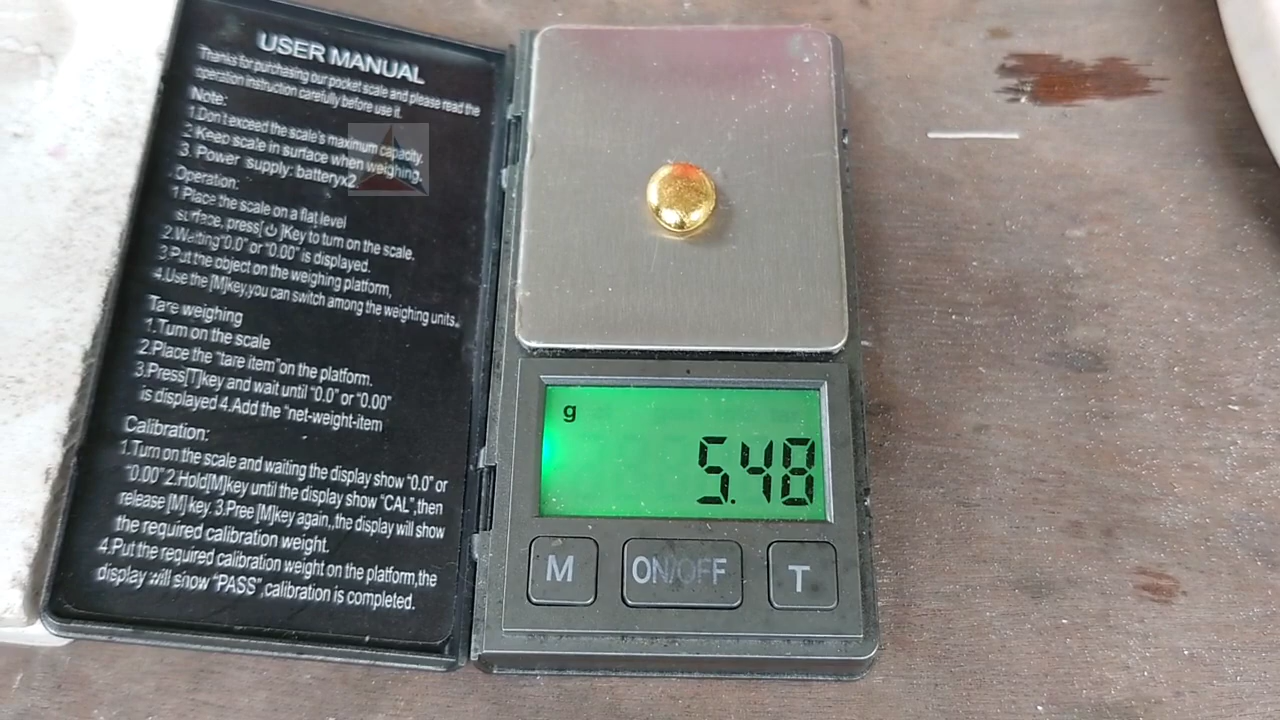 USER MANUAL
Thanks for purchasing our pocket scale and please read the
operation instruction carefully before use it.
Note:
1.Don't exceed the scale's maximum capacity.
2 Keep scale in surface when weighing.
3. Power supply: batteryx2
Operation:
1.Place the scale on a flat level
surface, press[⏻]Key to turn on the scale.
2.Waiting"0.0" or "0.00" is displayed.
3.Put the object on the weighing platform,
4.Use the [M]key,you can switch among the weighing units.
Tare weighing
1.Turn on the scale
2.Place the "tare item"on the platform.
3.Press[T]key and wait until "0.0" or "0.00"
is displayed 4.Add the "net-weight-item
Calibration:
1.Turn on the scale and waiting the display show "0.0" or
"0.00" 2.Hold[M]key until the display show "CAL",then
release [M] key. 3.Pree [M]key again,,the display will show
the required calibration weight.
4.Put the required calibration weight on the platform,the
display will show "PASS",calibration is completed.
g
5.48
M ON/OFF T